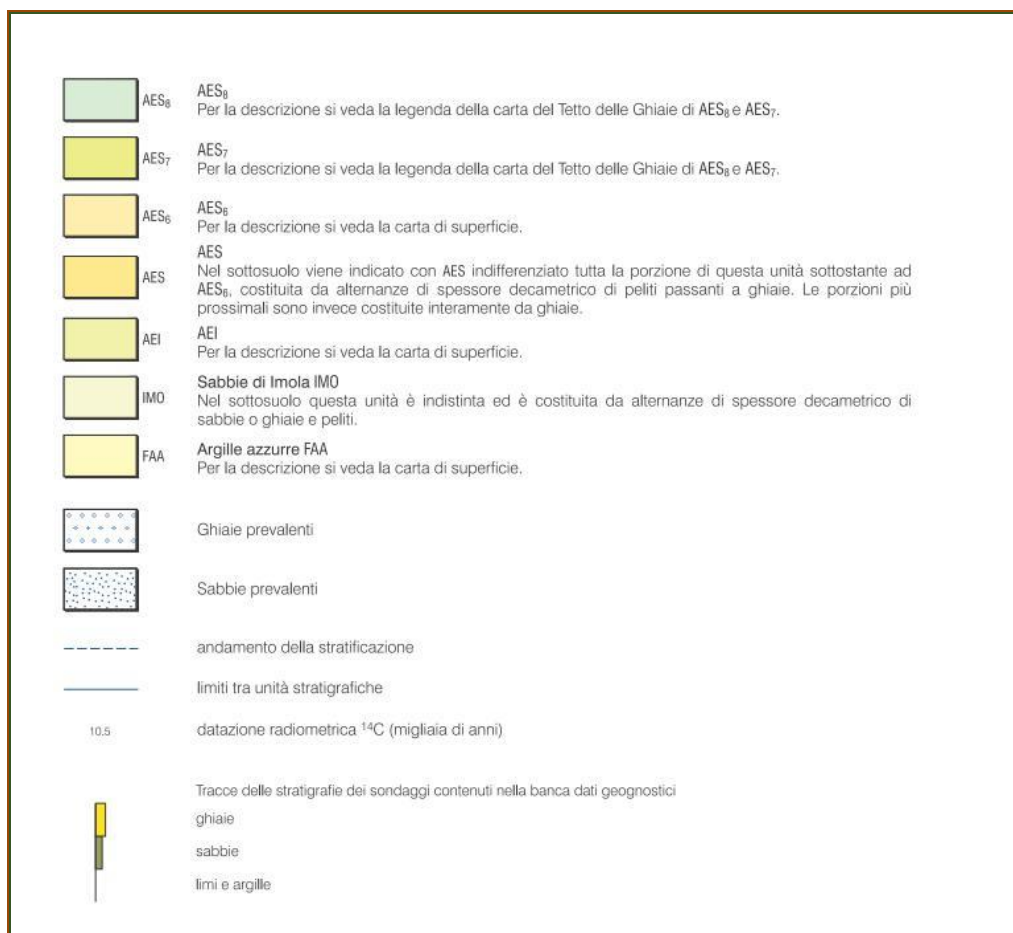 AES₈
AES₈
Per la descrizione si veda la legenda della carta del Tetto delle Ghiaie di AES₈ e AES₇.
AES₇
AES₇
Per la descrizione si veda la legenda della carta del Tetto delle Ghiaie di AES₈ e AES₇.
AES₆
AES₆
Per la descrizione si veda la carta di superficie.
AES
AES
Nel sottosuolo viene indicato con AES indifferenziato tutta la porzione di questa unità sottostante ad
AES₆, costituita da alternanze di spessore decametrico di peliti passanti a ghiaie. Le porzioni più
prossimali sono invece costituite interamente da ghiaie.
AEI
AEI
Per la descrizione si veda la carta di superficie.
IMO
Sabbie di Imola IMO
Nel sottosuolo questa unità è indistinta ed è costituita da alternanze di spessore decametrico di
sabbie o ghiaie e peliti.
FAA
Argille azzurre FAA
Per la descrizione si veda la carta di superficie.
Ghiaie prevalenti
Sabbie prevalenti
andamento della stratificazione
limiti tra unità stratigrafiche
10.5 datazione radiometrica ¹⁴C (migliaia di anni)
Tracce delle stratigrafie dei sondaggi contenuti nella banca dati geognostici
ghiaie
sabbie
limi e argille